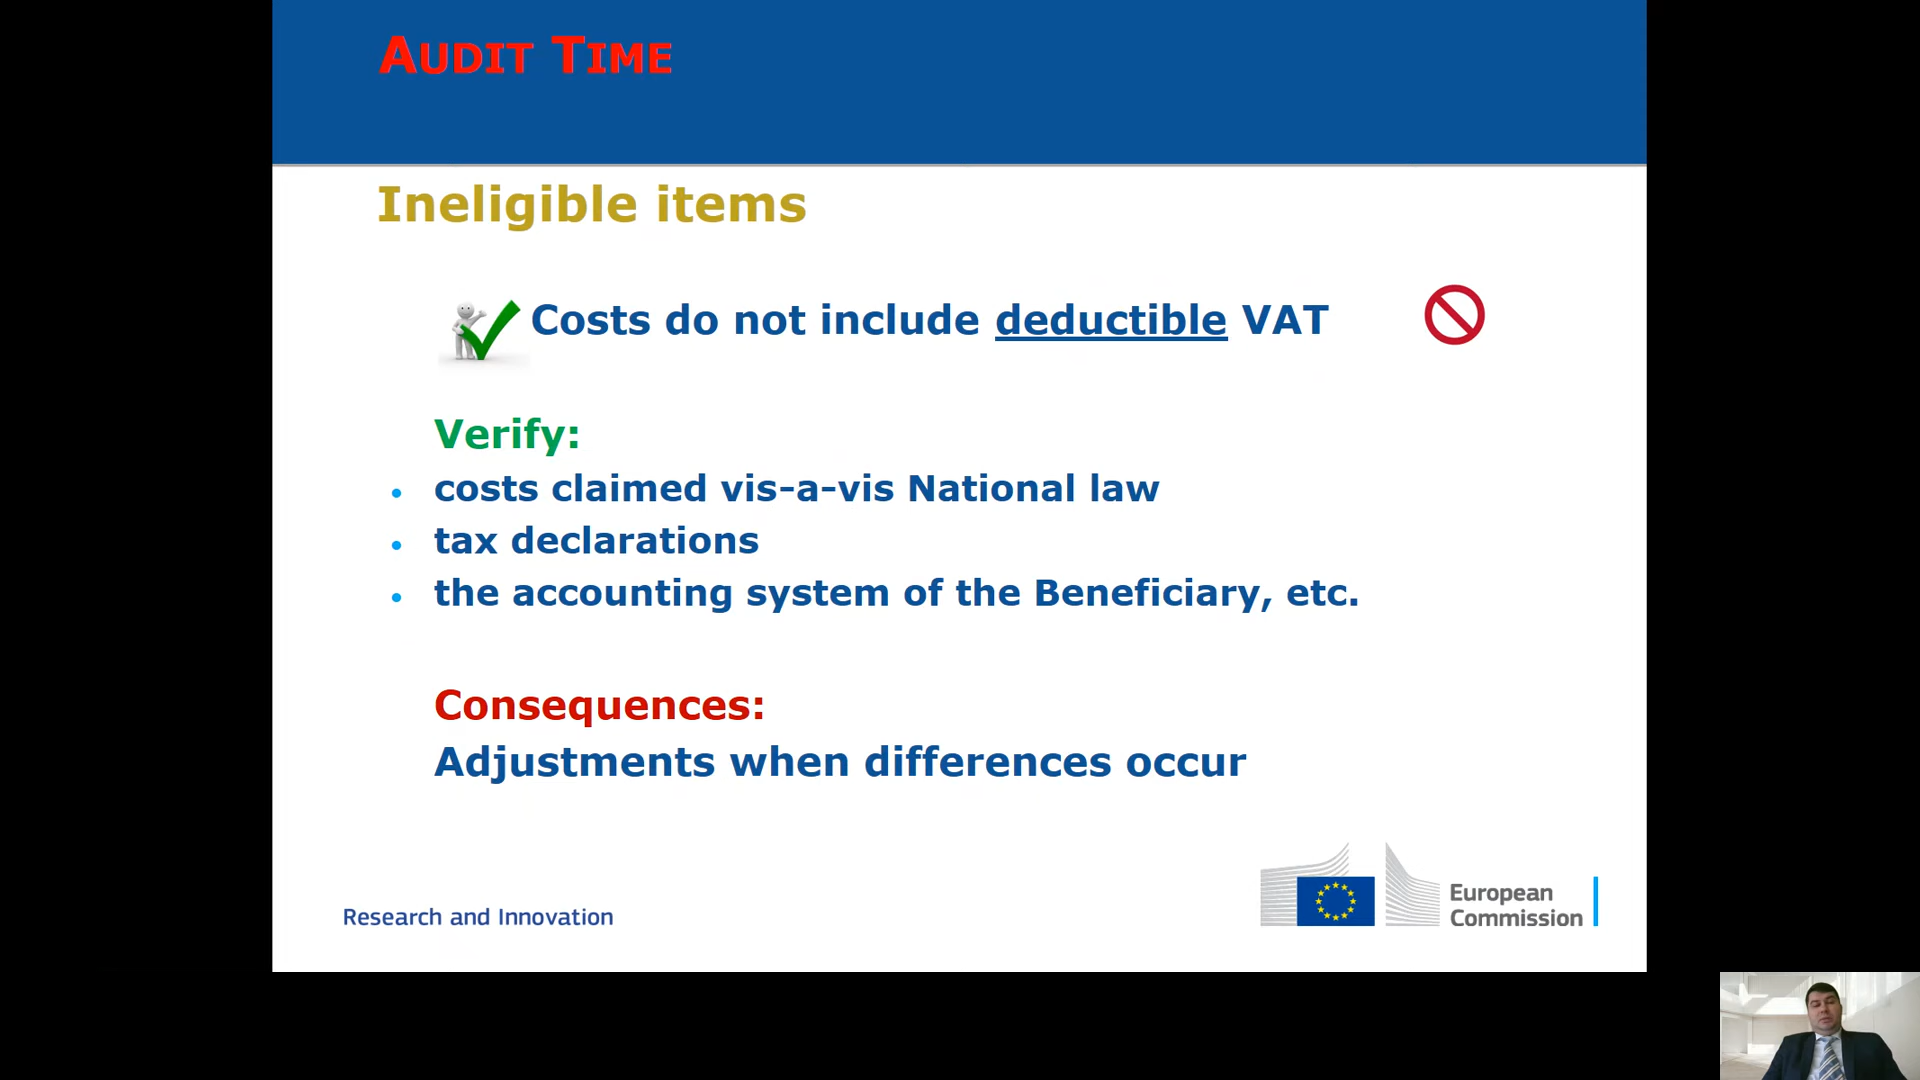 AUDIT TIME
Ineligible items
Costs do not include deductible VAT
Verify:
• costs claimed vis-a-vis National law
• tax declarations
• the accounting system of the Beneficiary, etc.
Consequences:
Adjustments when differences occur
Research and Innovation
European
Commission